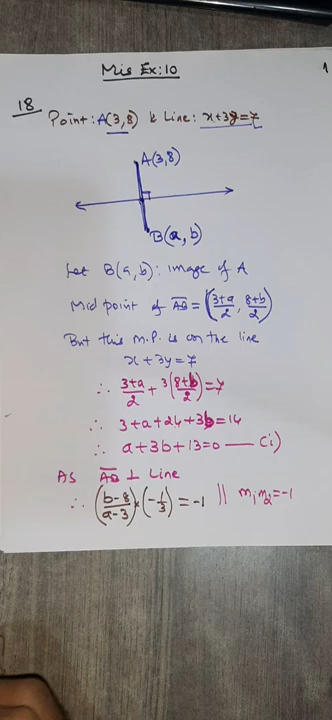 Mis Ex:10
1
18
Point: A(3,8) & Line: x+3y=7
A(3,8)
B(a, b)
Let B(a,b): image of A
Mid point of AB = (3+a/2, 8+b/2)
But this M.P. is on the line
x + 3y = 7
∴ 3+a/2 + 3(8+b/2) = 7
∴ 3+a+24+3b=14
∴ a+3b+13=0 — (i)
As AB ⊥ Line
∴ (b-8/a-3) × (-1/3) = -1 || m₁m₂=-1